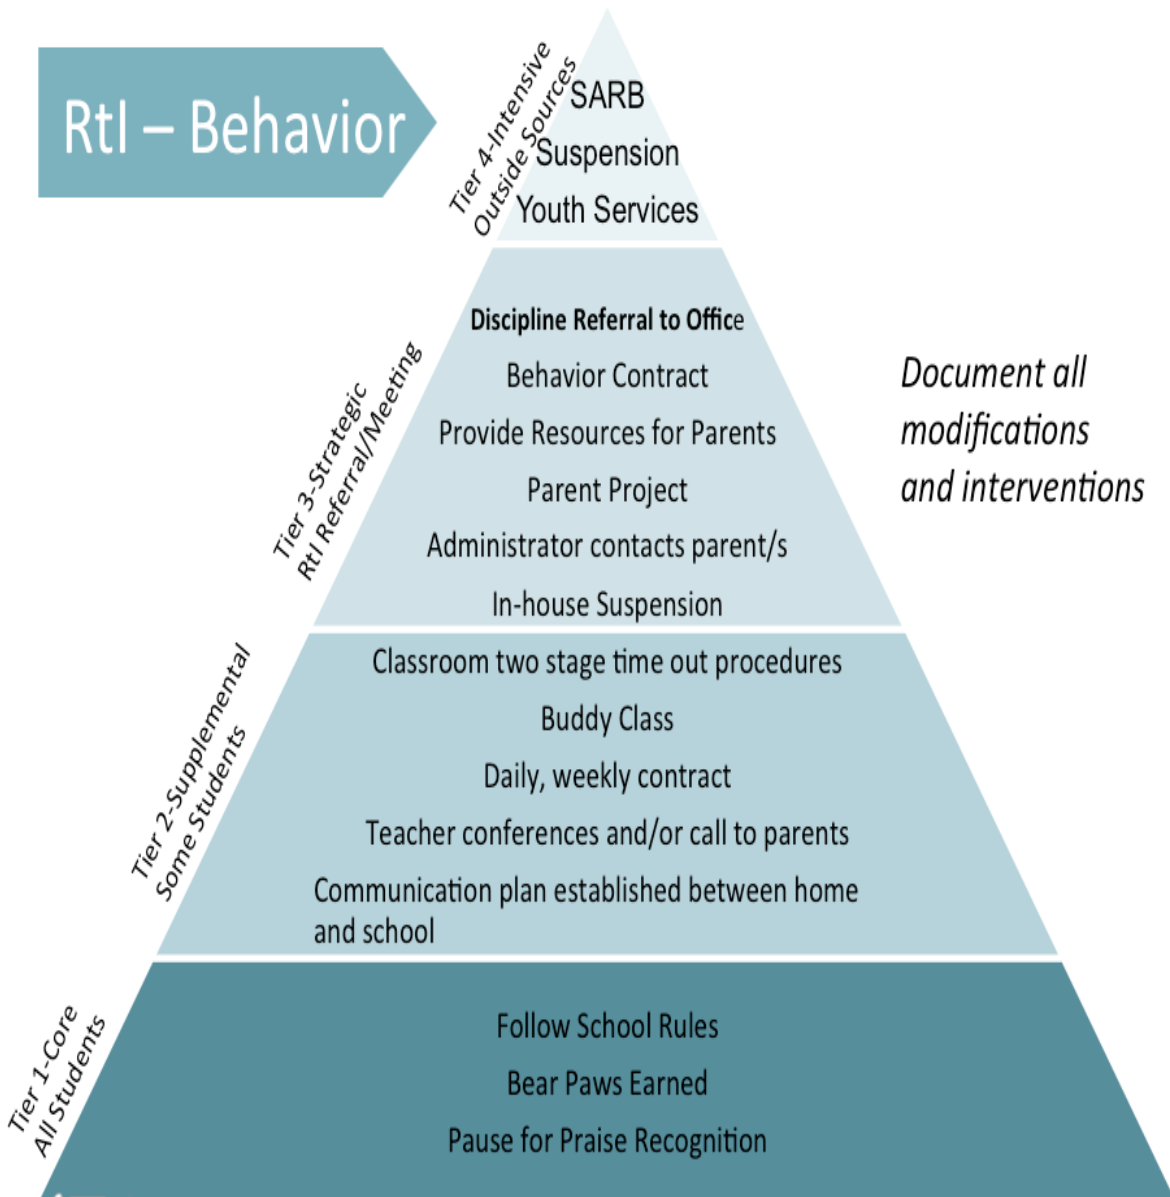 RtI – Behavior
Tier 4-Intensive
Outside Sources
SARB
Suspension
Youth Services
Tier 3-Strategic
RtI Referral/Meeting
Discipline Referral to Office
Behavior Contract
Provide Resources for Parents
Parent Project
Administrator contacts parent/s
In-house Suspension
Document all
modifications
and interventions
Tier 2-Supplemental
Some Students
Classroom two stage time out procedures
Buddy Class
Daily, weekly contract
Teacher conferences and/or call to parents
Communication plan established between home
and school
Tier 1-Core
All Students
Follow School Rules
Bear Paws Earned
Pause for Praise Recognition